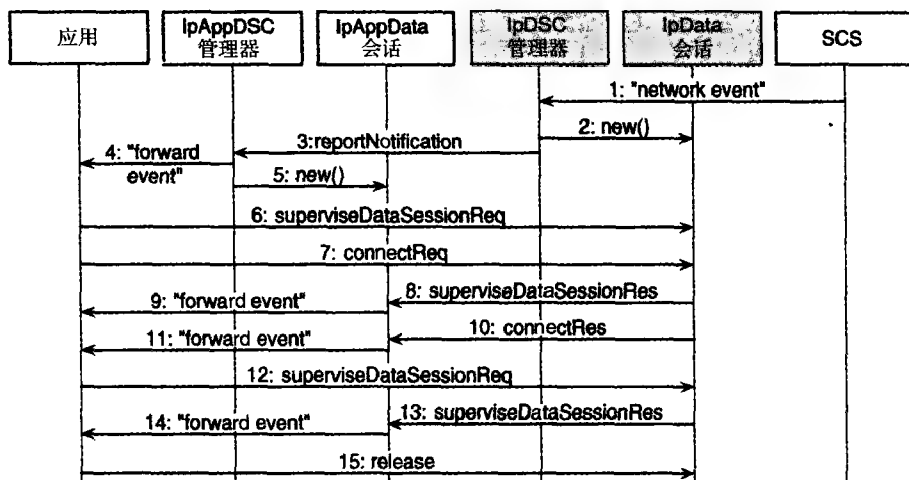 应用
IpAppDSC
管理器
IpAppData
会话
IpDSC
管理器
IpData
会话
SCS
1: "network event"
2: new()
3:reportNotification
4: "forward
event"
5: new()
6: superviseDataSessionReq
7: connectReq
8: superviseDataSessionRes
9: "forward event"
10: connectRes
11: "forward event"
12: superviseDataSessionReq
13: superviseDataSessionRes
14: "forward event"
15: release